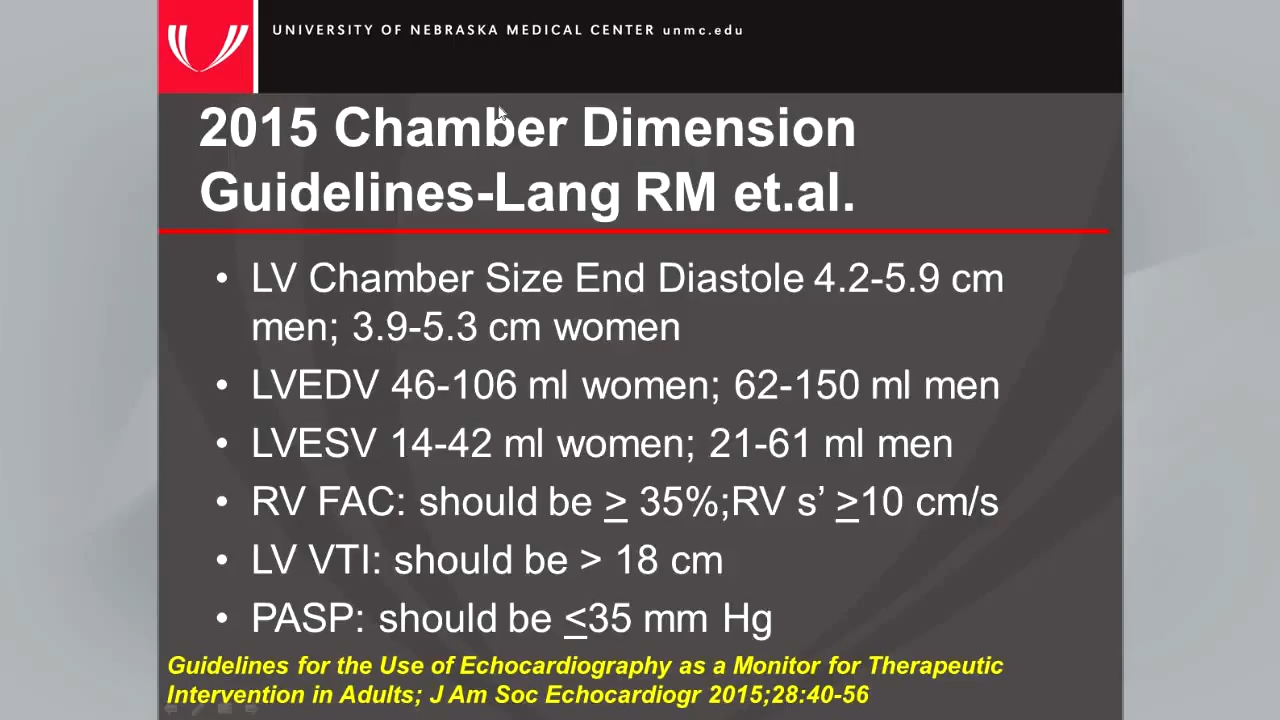 UNIVERSITY OF NEBRASKA MEDICAL CENTER unmc.edu
2015 Chamber Dimension
Guidelines-Lang RM et.al.
• LV Chamber Size End Diastole 4.2-5.9 cm
men; 3.9-5.3 cm women
• LVEDV 46-106 ml women; 62-150 ml men
• LVESV 14-42 ml women; 21-61 ml men
• RV FAC: should be ≥ 35%;RV s’ ≥10 cm/s
• LV VTI: should be > 18 cm
• PASP: should be ≤35 mm Hg
Guidelines for the Use of Echocardiography as a Monitor for Therapeutic
Intervention in Adults; J Am Soc Echocardiogr 2015;28:40-56